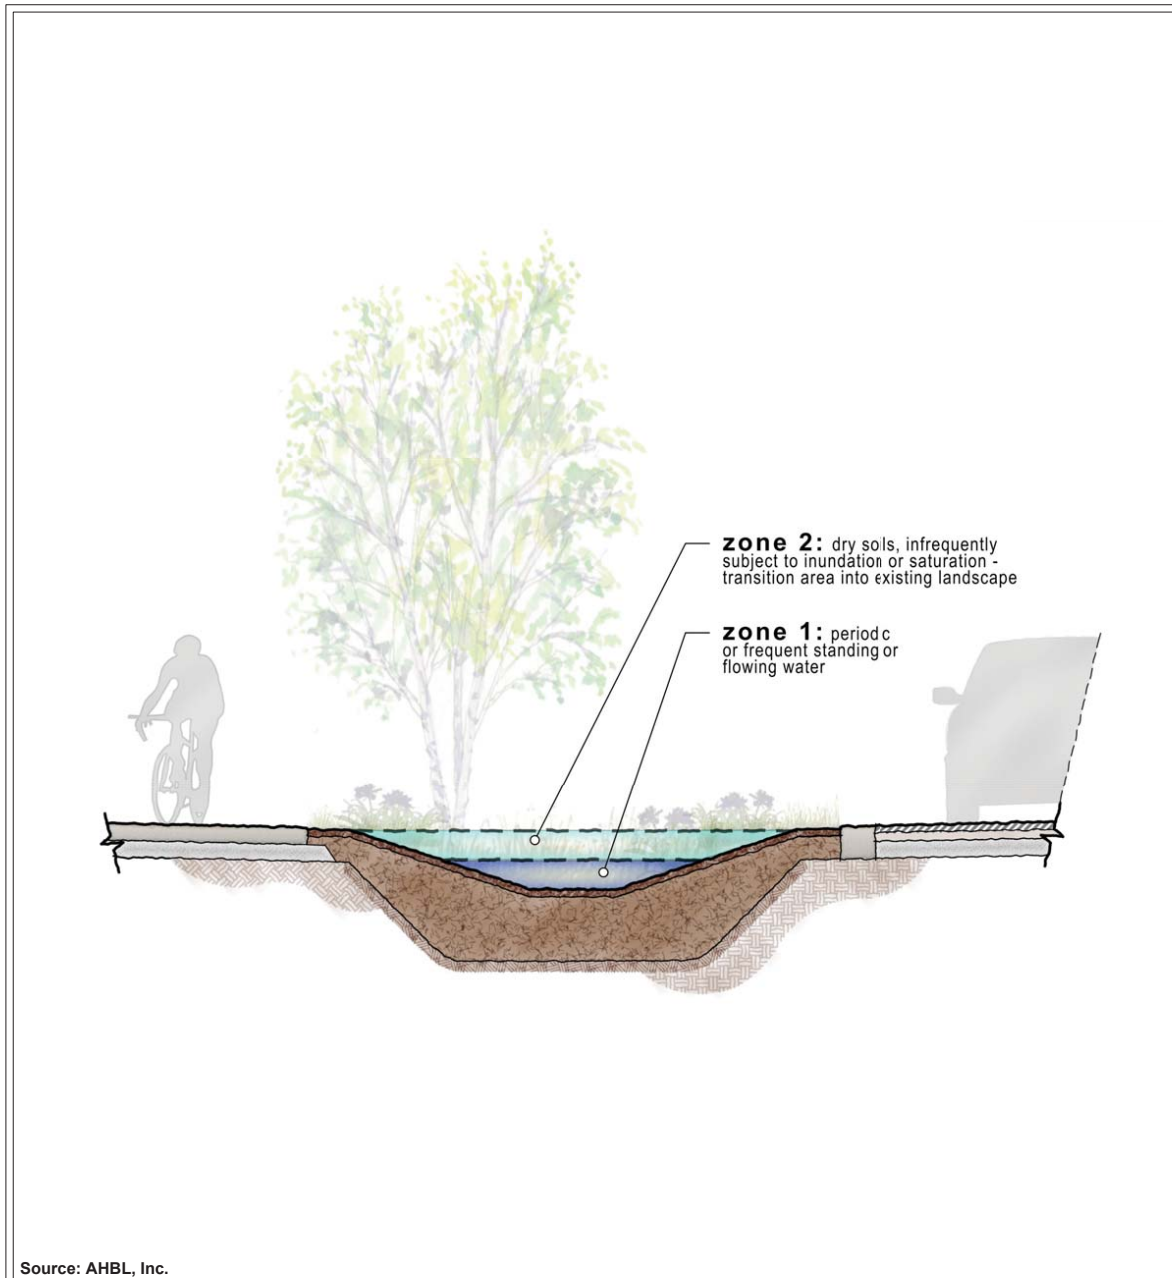 zone 2: dry soils, infrequently
subject to inundation or saturation -
transition area into existing landscape
zone 1: periodic
or frequent standing or
flowing water
Source: AHBL, Inc.